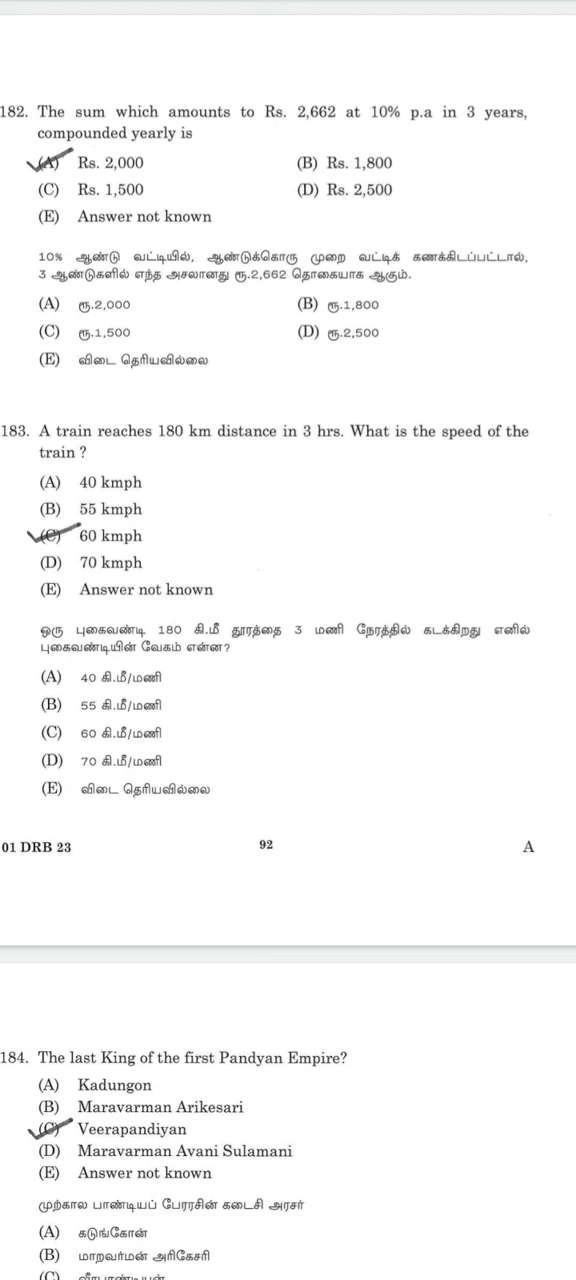 182. The sum which amounts to Rs. 2,662 at 10% p.a in 3 years,
compounded yearly is
(A) Rs. 2,000 (B) Rs. 1,800
(C) Rs. 1,500 (D) Rs. 2,500
(E) Answer not known
10% ஆண்டு வட்டியில், ஆண்டுக்கொரு முறை வட்டிக் கணக்கிடப்பட்டால்,
3 ஆண்டுகளில் எந்த அசலானது ரூ.2,662 தொகையாக ஆகும்.
(A) ரூ.2,000 (B) ரூ.1,800
(C) ரூ.1,500 (D) ரூ.2,500
(E) விடை தெரியவில்லை
183. A train reaches 180 km distance in 3 hrs. What is the speed of the
train ?
(A) 40 kmph
(B) 55 kmph
(C) 60 kmph
(D) 70 kmph
(E) Answer not known
ஒரு புகைவண்டி 180 கி.மீ தூரத்தை 3 மணி நேரத்தில் கடக்கிறது எனில்
புகைவண்டியின் வேகம் என்ன?
(A) 40 கி.மீ/மணி
(B) 55 கி.மீ/மணி
(C) 60 கி.மீ/மணி
(D) 70 கி.மீ/மணி
(E) விடை தெரியவில்லை
01 DRB 23 92 A
184. The last King of the first Pandyan Empire?
(A) Kadungon
(B) Maravarman Arikesari
(C) Veerapandiyan
(D) Maravarman Avani Sulamani
(E) Answer not known
முற்கால பாண்டியப் பேரரசின் கடைசி அரசர்
(A) கடுங்கோன்
(B) மாறவர்மன் அரிகேசரி
(C) வீரபாண்டியன்